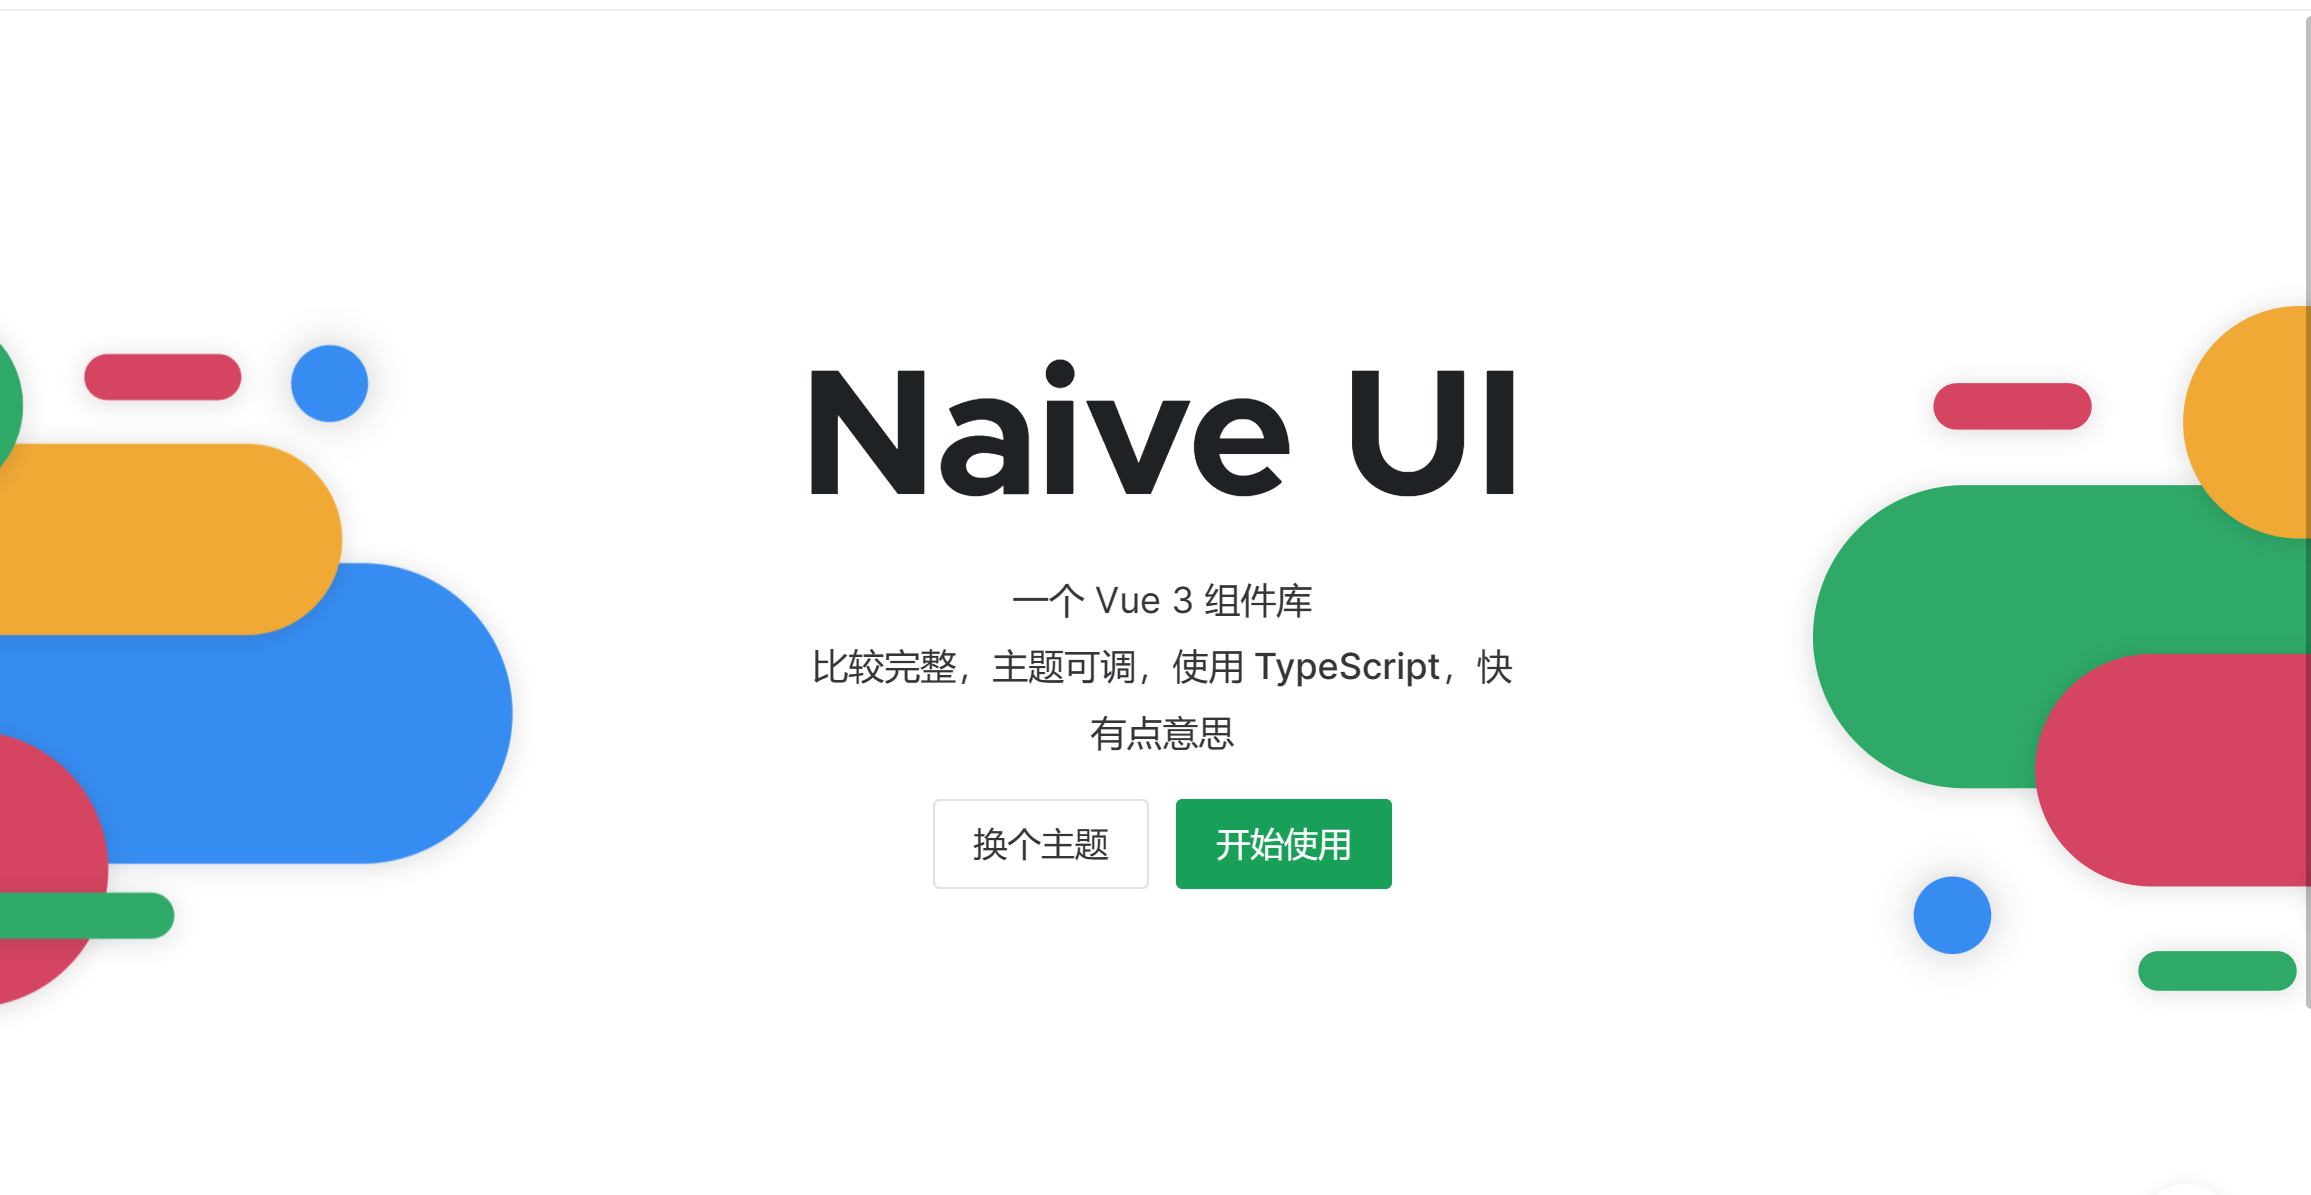 Naive UI
一个 Vue 3 组件库
比较完整，主题可调，使用 TypeScript，快
有点意思
换个主题
开始使用